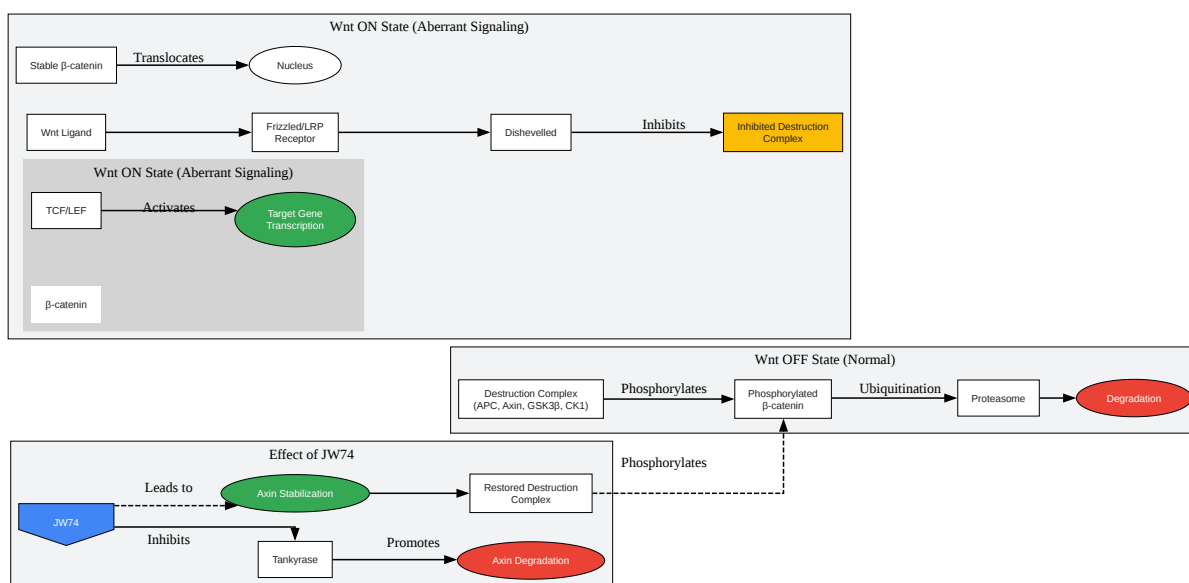 Wnt ON State (Aberrant Signaling)
Stable β-catenin
Translocates
Nucleus
Wnt Ligand
Frizzled/LRP
Receptor
Dishevelled
Inhibits
Inhibited Destruction
Complex
Wnt ON State (Aberrant Signaling)
TCF/LEF
Activates
Target Gene
Transcription
β-catenin
Wnt OFF State (Normal)
Destruction Complex
(APC, Axin, GSK3β, CK1)
Phosphorylates
Phosphorylated
β-catenin
Ubiquitination
Proteasome
Degradation
Effect of JW74
Phosphorylates
JW74
Leads to
Axin Stabilization
Restored Destruction
Complex
Inhibits
Tankyrase
Promotes
Axin Degradation